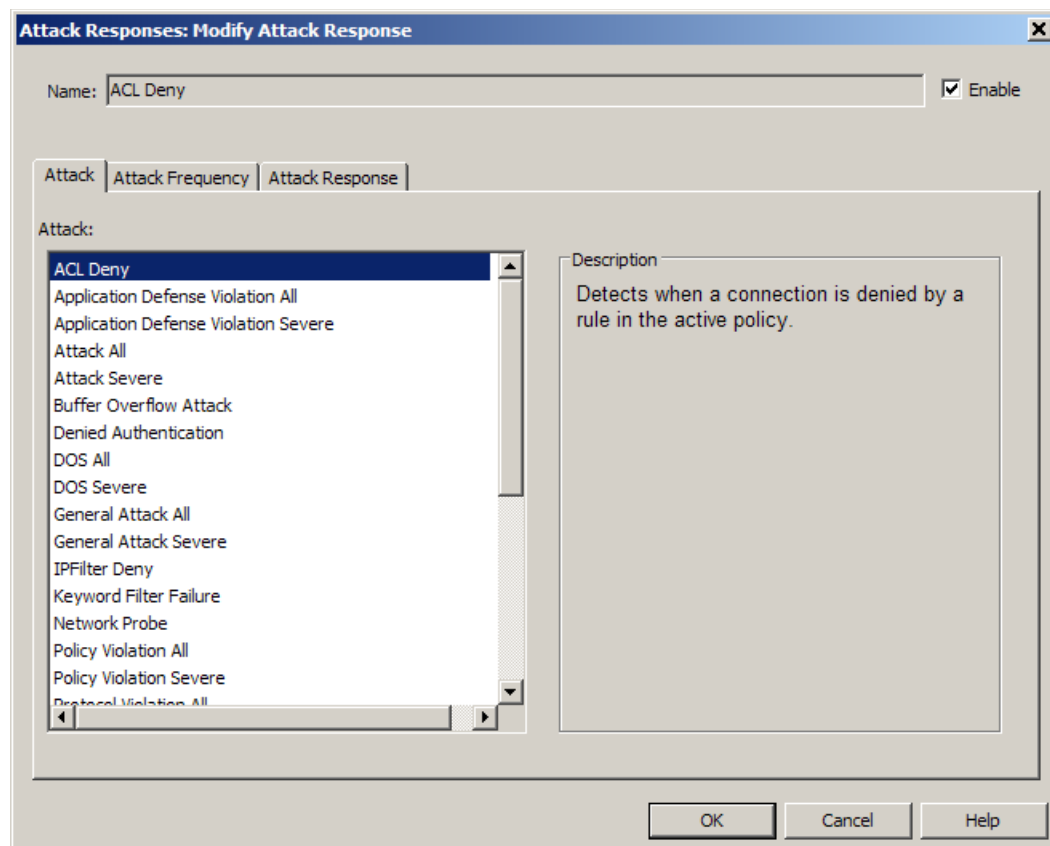 Attack Responses: Modify Attack Response
Name: ACL Deny
Enable
Attack
Attack Frequency
Attack Response
Attack:
ACL Deny
Application Defense Violation All
Application Defense Violation Severe
Attack All
Attack Severe
Buffer Overflow Attack
Denied Authentication
DOS All
DOS Severe
General Attack All
General Attack Severe
IPFilter Deny
Keyword Filter Failure
Network Probe
Policy Violation All
Policy Violation Severe
Protocol Violation All
Description
Detects when a connection is denied by a
rule in the active policy.
OK
Cancel
Help